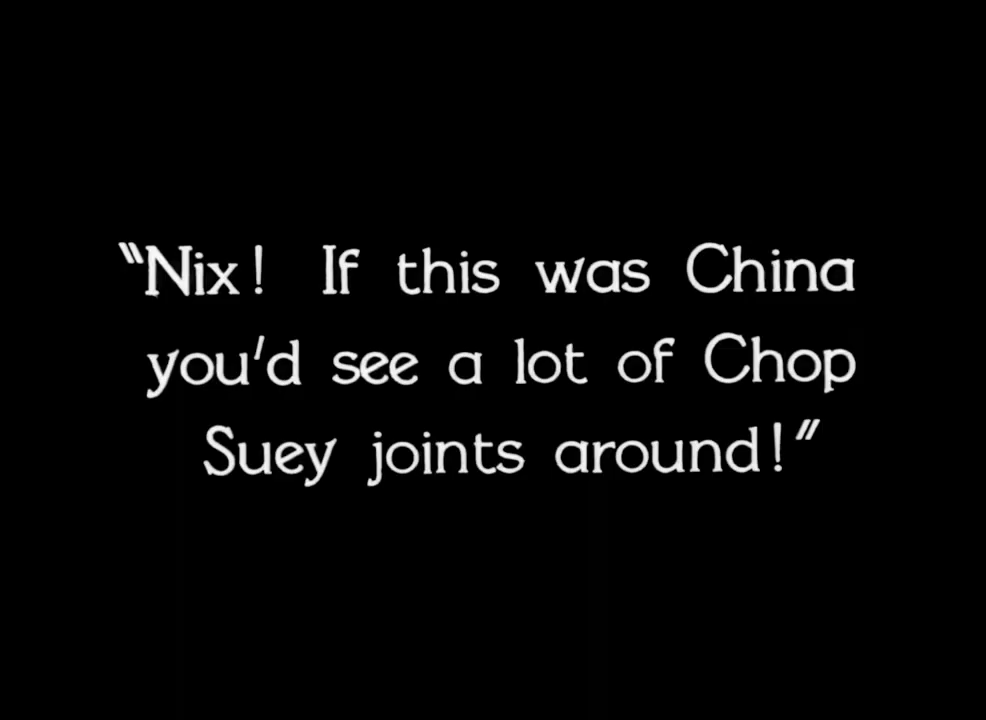 "Nix! If this was China
you'd see a lot of Chop
Suey joints around!"